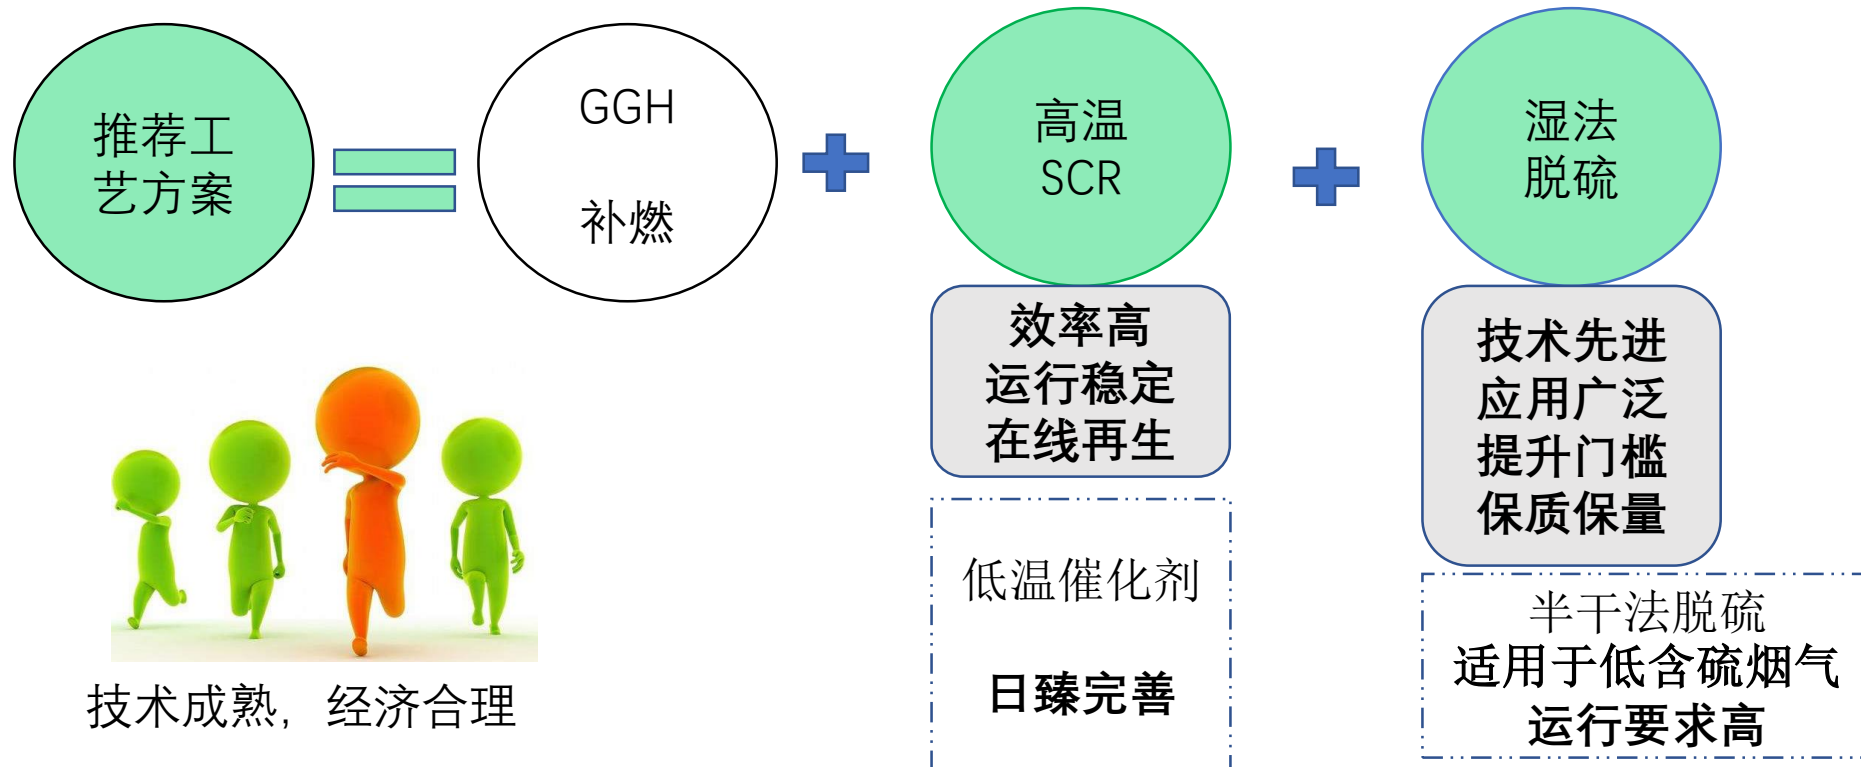 推荐工
艺方案
GGH
补燃
高温
SCR
湿法
脱硫
效率高
运行稳定
在线再生
技术先进
应用广泛
提升门槛
保质保量
低温催化剂
日臻完善
半干法脱硫
适用于低含硫烟气
运行要求高
技术成熟，经济合理